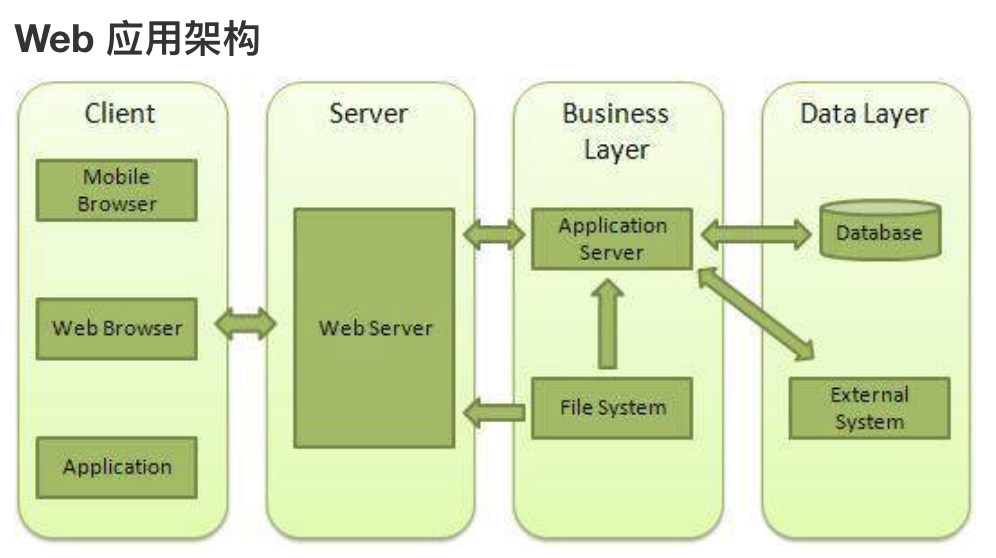 Web 应用架构
Client
Mobile
Browser
Web Browser
Application
Server
Web Server
Business
Layer
Application
Server
File System
Data Layer
Database
External
System